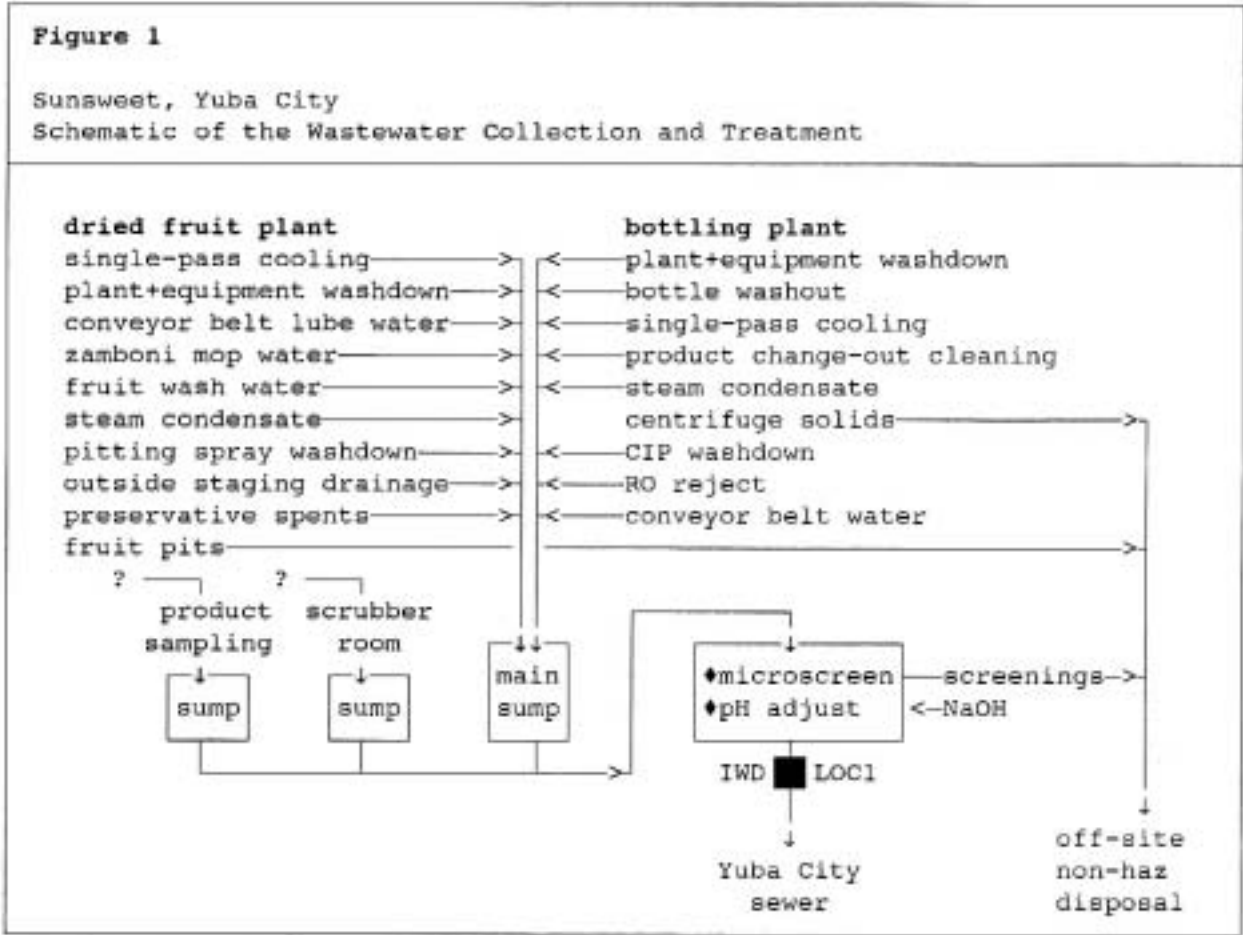 Figure 1
Sunsweet, Yuba City
Schematic of the Wastewater Collection and Treatment
dried fruit plant
single-pass cooling
plant+equipment washdown
conveyor belt lube water
zamboni mop water
fruit wash water
steam condensate
pitting spray washdown
outside staging drainage
preservative spents
fruit pits
bottling plant
plant+equipment washdown
bottle washout
single-pass cooling
product change-out cleaning
steam condensate
centrifuge solids
CIP washdown
RO reject
conveyor belt water
? ?
product sampling
sump
scrubber room
sump
main
sump
♦microscreen
♦pH adjust
screenings
<-NaOH
IWD LOC1
Yuba City
sewer
off-site
non-haz
disposal